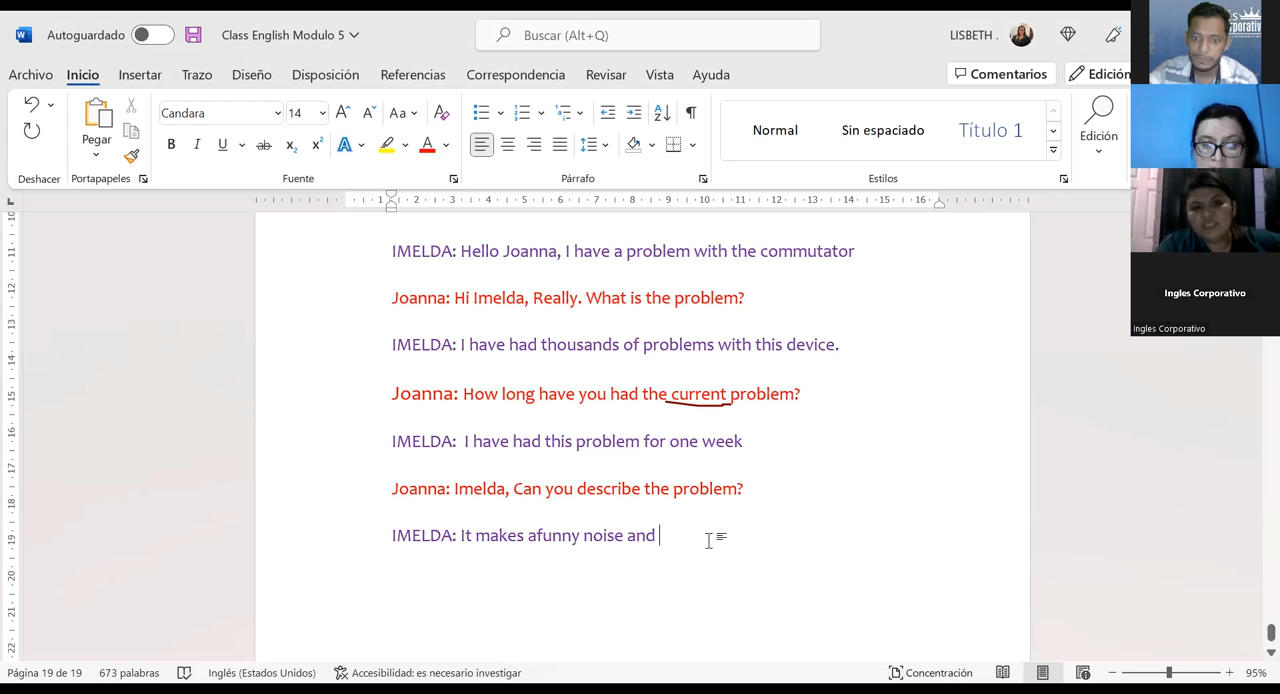 Autoguardado
Class English Modulo 5
Buscar (Alt+Q)
LISBETH .
Archivo Inicio Insertar Trazo Diseño Disposición Referencias Correspondencia Revisar Vista Ayuda
Comentarios
Edición
Pegar
Candara
14
Normal
Sin espaciado
Título 1
Edición
Deshacer
Portapapeles
Fuente
Párrafo
Estilos
IMELDA: Hello Joanna, I have a problem with the commutator
Joanna: Hi Imelda, Really. What is the problem?
IMELDA: I have had thousands of problems with this device.
Joanna: How long have you had the current problem?
IMELDA: I have had this problem for one week
Joanna: Imelda, Can you describe the problem?
IMELDA: It makes afunny noise and
Ingles Corporativo
Ingles Corporativo
Página 19 de 19
673 palabras
Inglés (Estados Unidos)
Accesibilidad: es necesario investigar
Concentración
95%